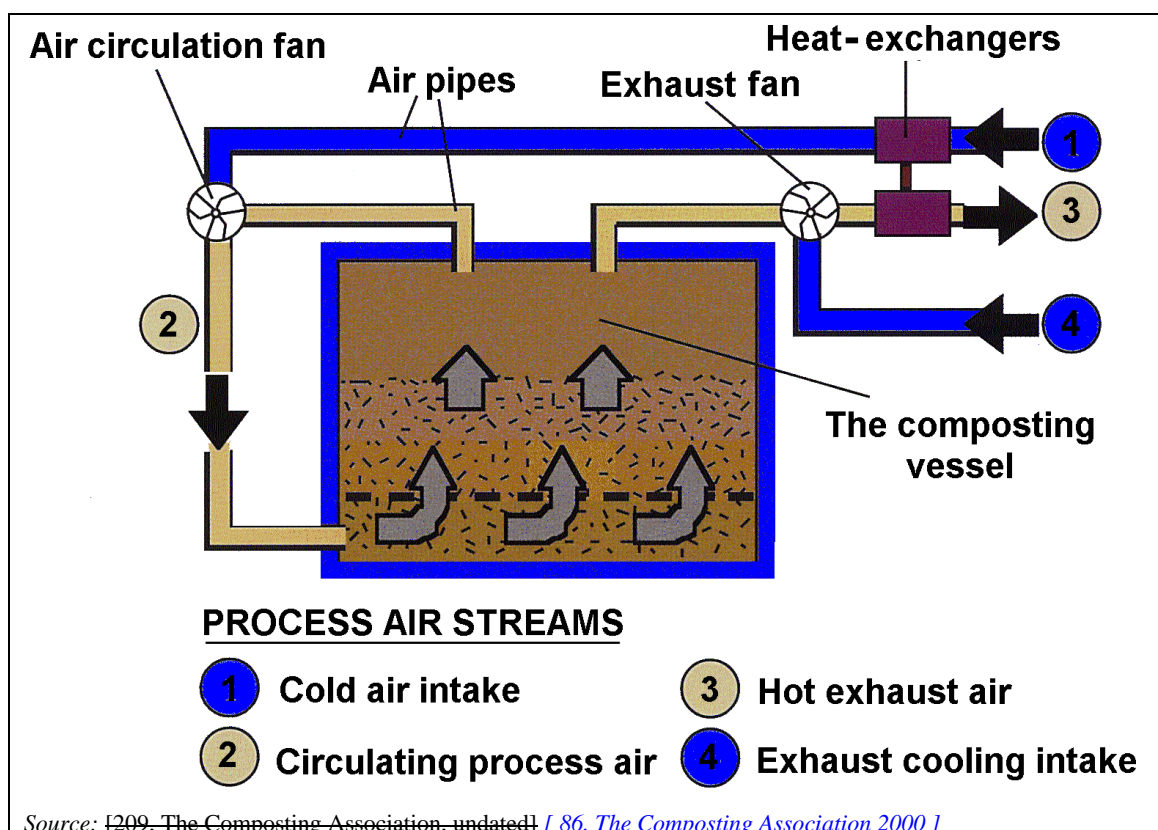 Air circulation fan
Air pipes
Exhaust fan
Heat-exchangers
1
3
2
4
The composting
vessel
PROCESS AIR STREAMS
1 Cold air intake
3 Hot exhaust air
2 Circulating process air
4 Exhaust cooling intake
Source: [209, The Composting Association, undated] [ 86, The Composting Association 2000 ]